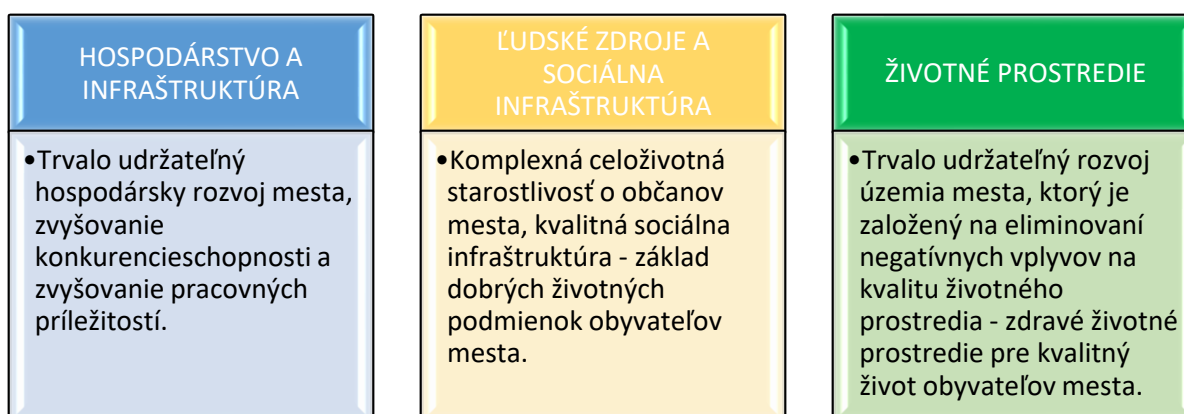 HOSPODÁRSTVO A
INFRAŠTRUKTÚRA
•Trvalo udržateľný
hospodársky rozvoj mesta,
zvyšovanie
konkurencieschopnosti a
zvyšovanie pracovných
príležitostí.
ĽUDSKÉ ZDROJE A
SOCIÁLNA
INFRAŠTRUKTÚRA
•Komplexná celoživotná
starostlivosť o občanov
mesta, kvalitná sociálna
infraštruktúra - základ
dobrých životných
podmienok obyvateľov
mesta.
ŽIVOTNÉ PROSTREDIE
•Trvalo udržateľný rozvoj
územia mesta, ktorý je
založený na eliminovaní
negatívnych vplyvov na
kvalitu životného
prostredia - zdravé životné
prostredie pre kvalitný
život obyvateľov mesta.